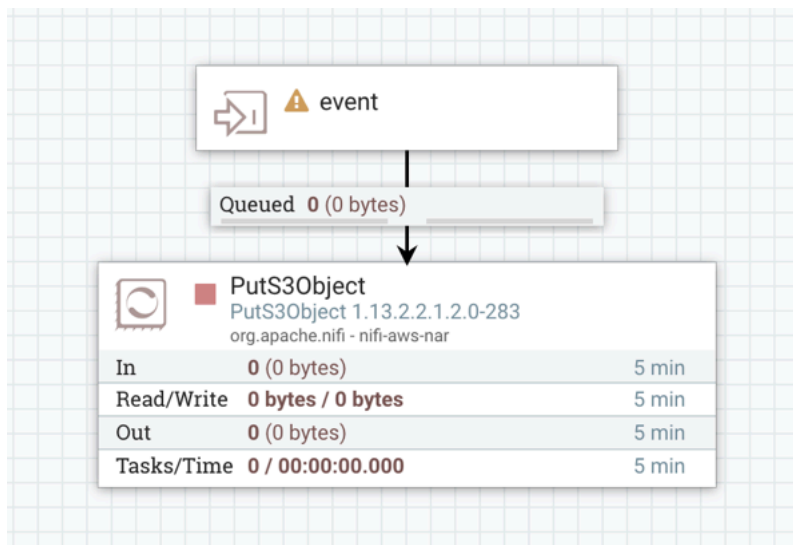 event
Queued 0 (0 bytes)
PutS3Object
PutS3Object 1.13.2.2.1.2.0-283
org.apache.nifi - nifi-aws-nar
In 0 (0 bytes) 5 min
Read/Write 0 bytes / 0 bytes 5 min
Out 0 (0 bytes) 5 min
Tasks/Time 0 / 00:00:00.000 5 min